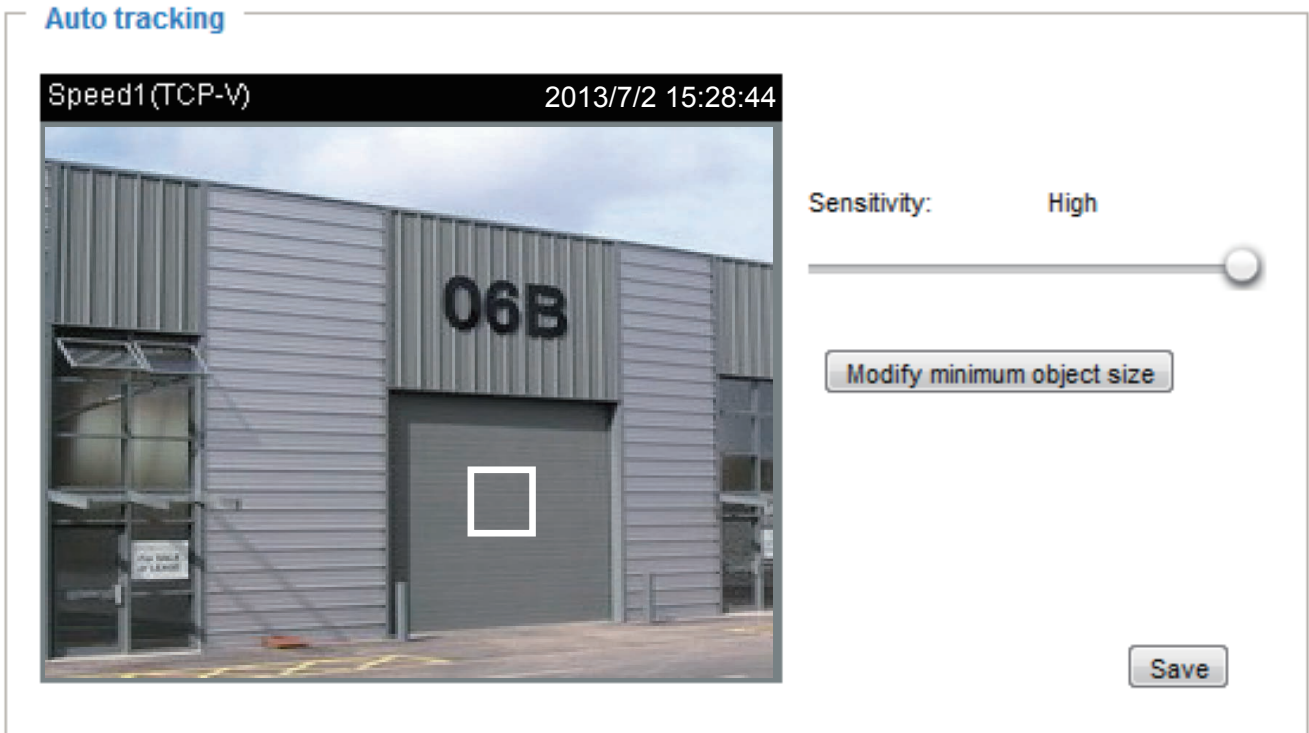 Auto tracking
Speed1(TCP-V) 2013/7/2 15:28:44
Sensitivity: High
06B
Modify minimum object size
Save